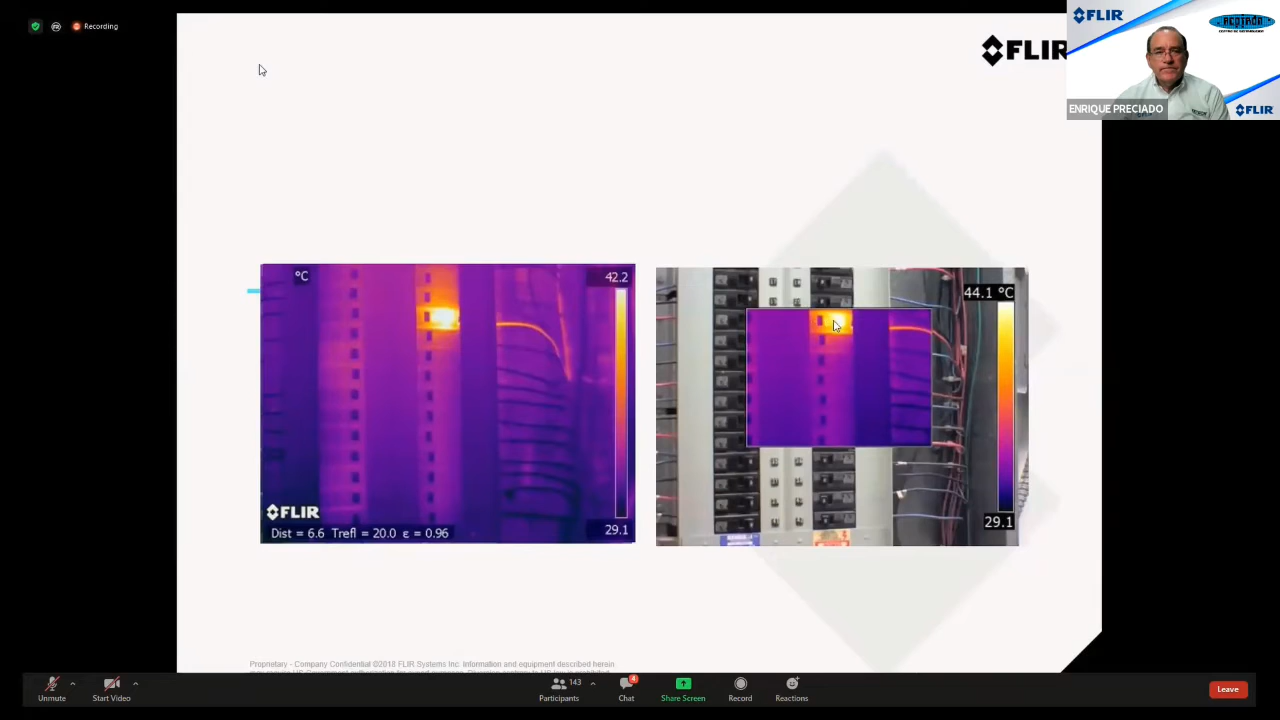 Recording
FLIR
FLIR
ENRIQUE PRECIADO
FLIR
°C
42.2
FLIR
Dist = 6.6 Trefl = 20.0 ε = 0.96
29.1
44.1 °C
29.1
Proprietary - Company Confidential ©2018 FLIR Systems Inc. Information and equipment described herein
Unmute
Start Video
Participants
143
Chat
4
Share Screen
Record
Reactions
Leave